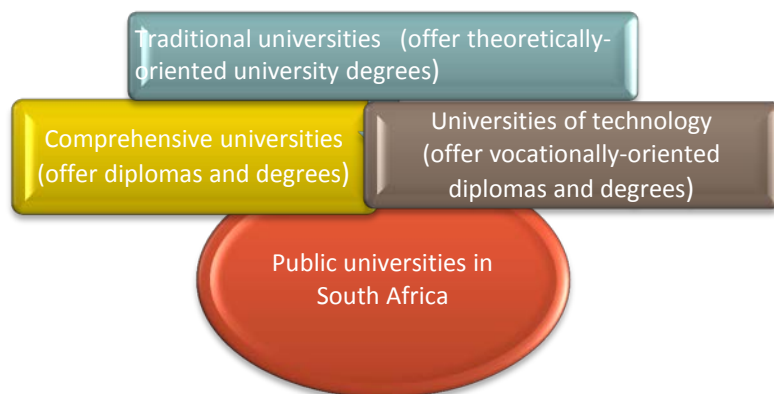 Traditional universities (offer theoretically-
oriented university degrees)
Comprehensive universities
(offer diplomas and degrees)
Universities of technology
(offer vocationally-oriented
diplomas and degrees)
Public universities in
South Africa